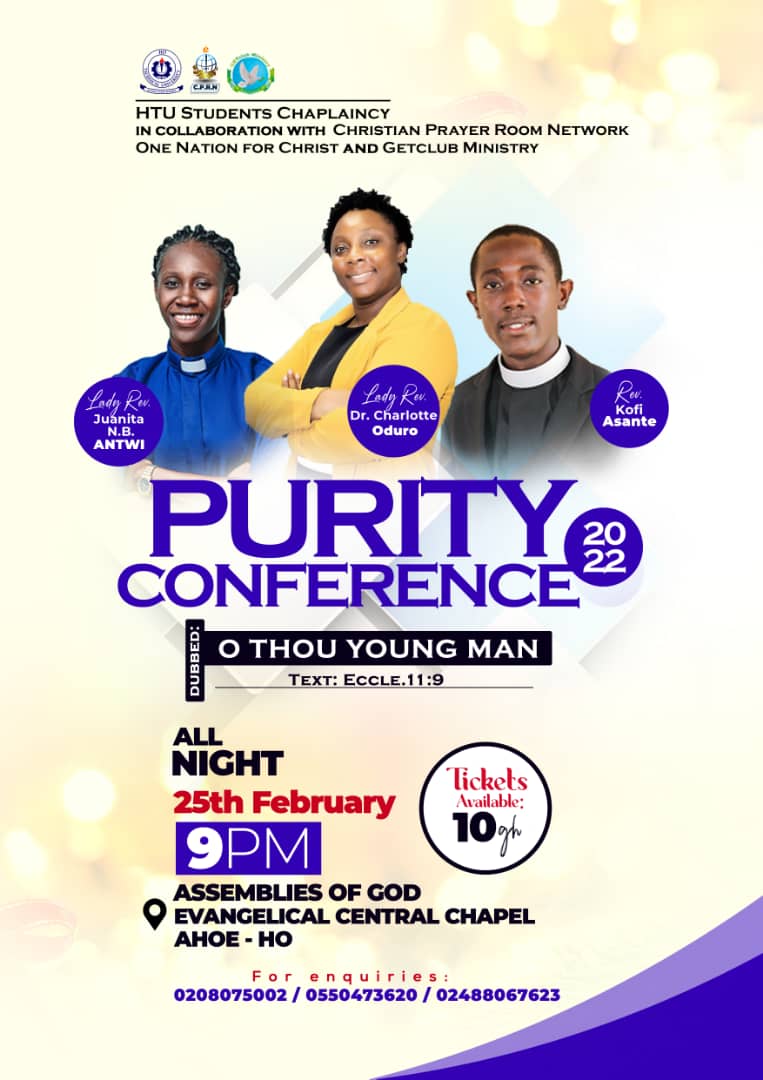 C.P.R.N
HTU STUDENTS CHAPLAINCY
IN COLLABORATION WITH CHRISTIAN PRAYER ROOM NETWORK
ONE NATION FOR CHRIST AND GETCLUB MINISTRY
Lady Rev.
Juanita
N.B.
ANTWI
Lady Rev.
Dr. Charlotte
Oduro
Rev.
Kofi
Asante
PURITY
CONFERENCE
20
22
DUBBED:
O THOU YOUNG MAN
TEXT: ECCLE.11:9
ALL
NIGHT
25th February
9PM
Tickets
Available:
10gh
ASSEMBLIES OF GOD
EVANGELICAL CENTRAL CHAPEL
AHOE - HO
For enquiries:
0208075002 / 0550473620 / 02488067623